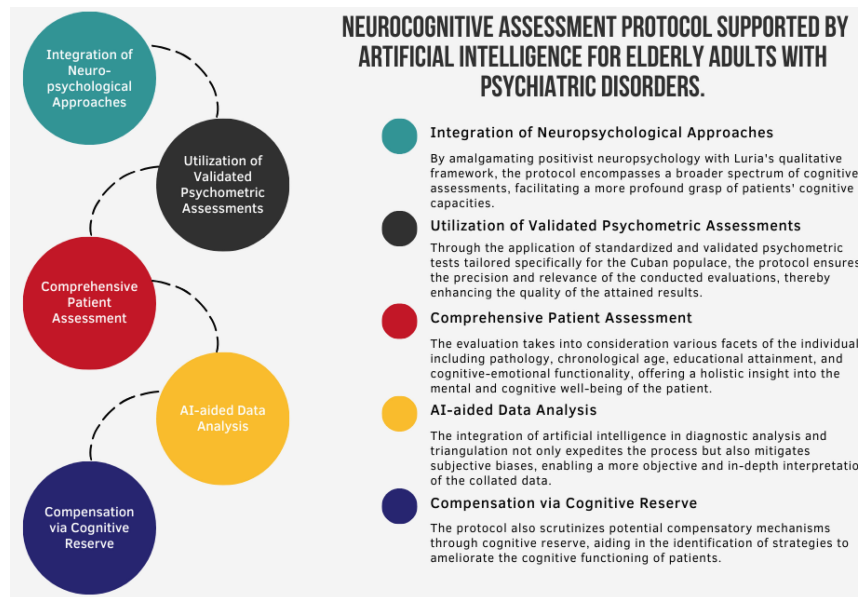 NEUROCOGNITIVE ASSESSMENT PROTOCOL SUPPORTED BY
ARTIFICIAL INTELLIGENCE FOR ELDERLY ADULTS WITH
PSYCHIATRIC DISORDERS.
Integration of
Neuro-
psychological
Approaches
Utilization of
Validated
Psychometric
Assessments
Comprehensive
Patient
Assessment
AI-aided Data
Analysis
Compensation
via Cognitive
Reserve
Integration of Neuropsychological Approaches
By amalgamating positivist neuropsychology with Luria's qualitative
framework, the protocol encompasses a broader spectrum of cognitive
assessments, facilitating a more profound grasp of patients' cognitive
capacities.
Utilization of Validated Psychometric Assessments
Through the application of standardized and validated psychometric
tests tailored specifically for the Cuban populace, the protocol ensures
the precision and relevance of the conducted evaluations, thereby
enhancing the quality of the attained results.
Comprehensive Patient Assessment
The evaluation takes into consideration various facets of the individual
including pathology, chronological age, educational attainment, and
cognitive-emotional functionality, offering a holistic insight into the
mental and cognitive well-being of the patient.
AI-aided Data Analysis
The integration of artificial intelligence in diagnostic analysis and
triangulation not only expedites the process but also mitigates
subjective biases, enabling a more objective and in-depth interpretatio
of the collated data.
Compensation via Cognitive Reserve
The protocol also scrutinizes potential compensatory mechanisms
through cognitive reserve, aiding in the identification of strategies to
ameliorate the cognitive functioning of patients.